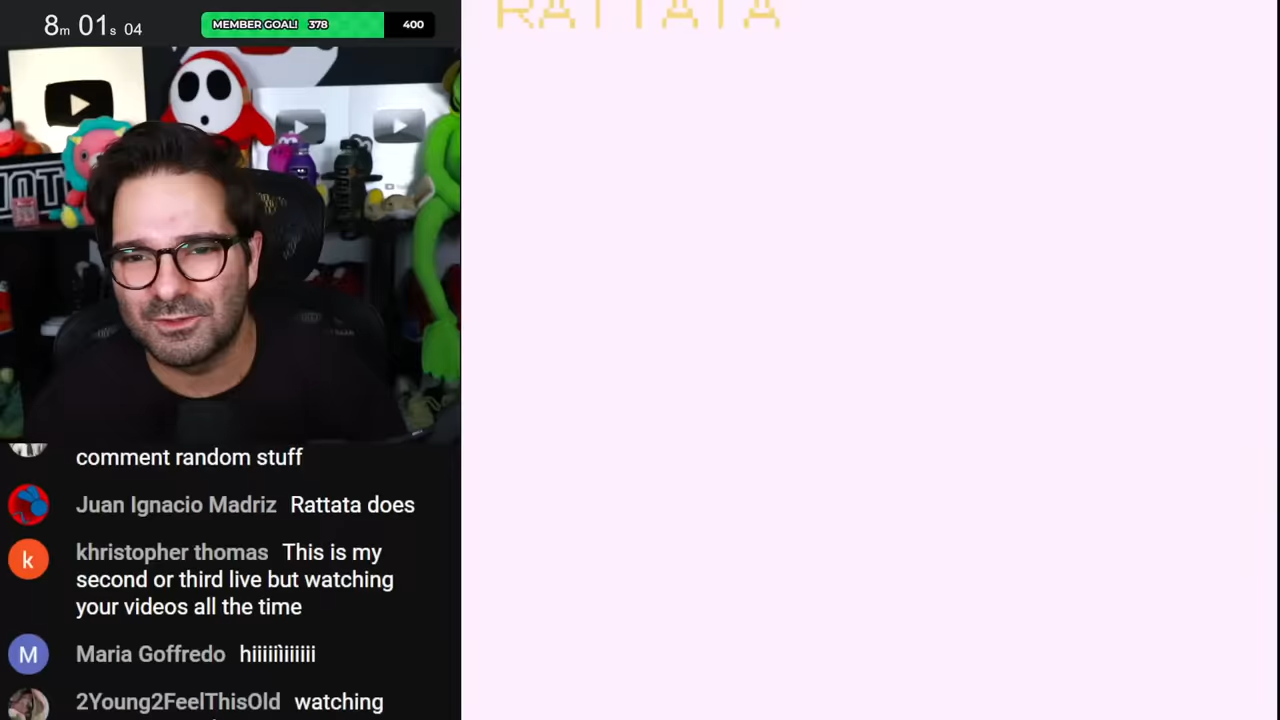 8m 01s 04
MEMBER GOAL! 378 400
RATTATA
comment random stuff
Juan Ignacio Madriz Rattata does
khristopher thomas This is my
second or third live but watching
your videos all the time
M
Maria Goffredo hiiiiiìiiiiii
2Young2FeelThisOld watching